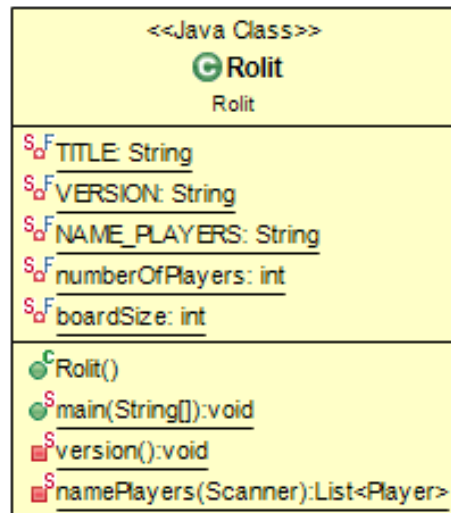 <<Java Class>>
C Rolit
Rolit
S F TITLE: String
S F VERSION: String
S F NAME_PLAYERS: String
S F numberOfPlayers: int
S F boardSize: int
C Rolit()
S main(String[]):void
S version():void
S namePlayers(Scanner):List<Player>